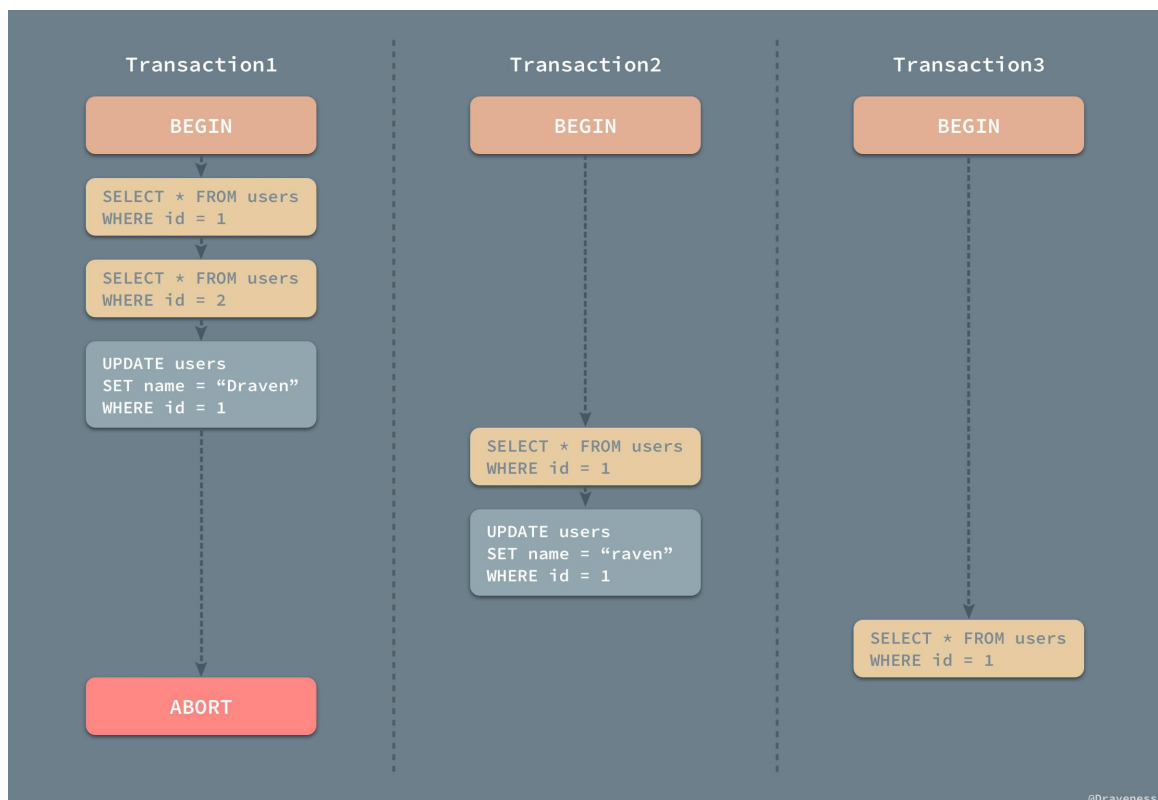 Transaction1
BEGIN
SELECT * FROM users
WHERE id = 1
SELECT * FROM users
WHERE id = 2
UPDATE users
SET name = “Draven”
WHERE id = 1
ABORT
Transaction2
BEGIN
SELECT * FROM users
WHERE id = 1
UPDATE users
SET name = “raven”
WHERE id = 1
Transaction3
BEGIN
SELECT * FROM users
WHERE id = 1
@Draveness